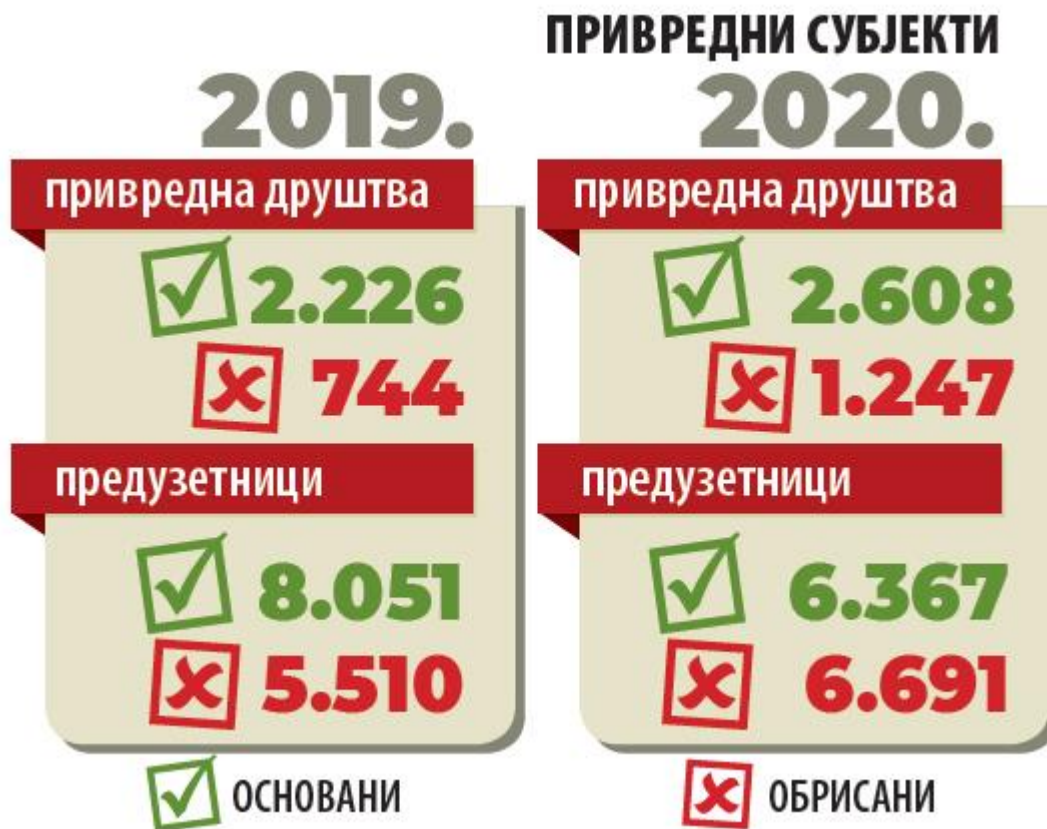 ПРИВРЕДНИ СУБЈЕКТИ
2019.
привредна друштва
2.226
744
предузетници
8.051
5.510
2020.
привредна друштва
2.608
1.247
предузетници
6.367
6.691
ОСНОВАНИ
ОБРИСАНИ